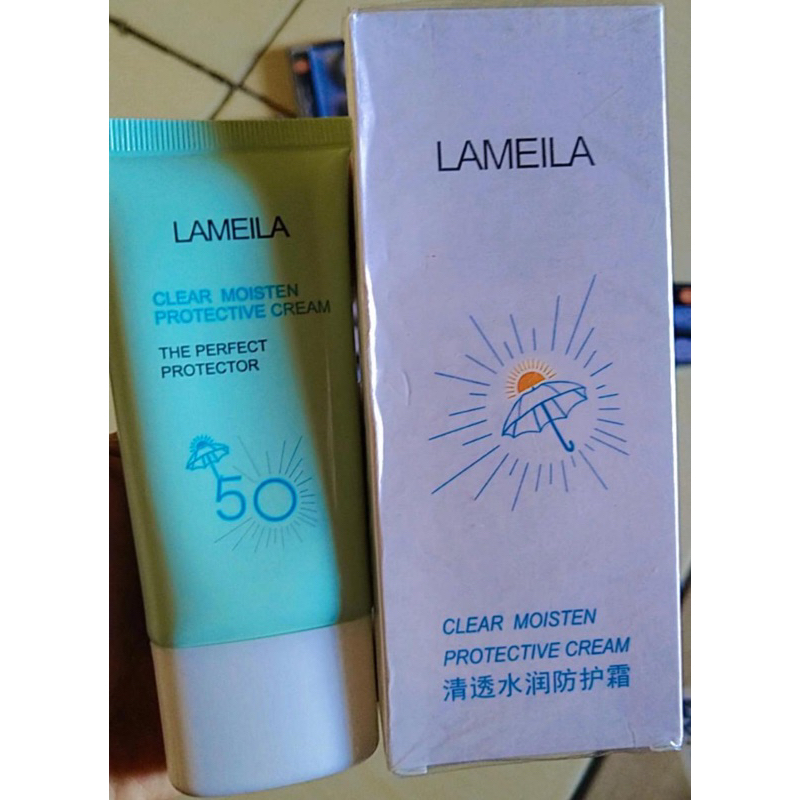 LAMEILA
CLEAR MOISTEN
PROTECTIVE CREAM
THE PERFECT
PROTECTOR
50
LAMEILA
CLEAR MOISTEN
PROTECTIVE CREAM
清透水润防护霜